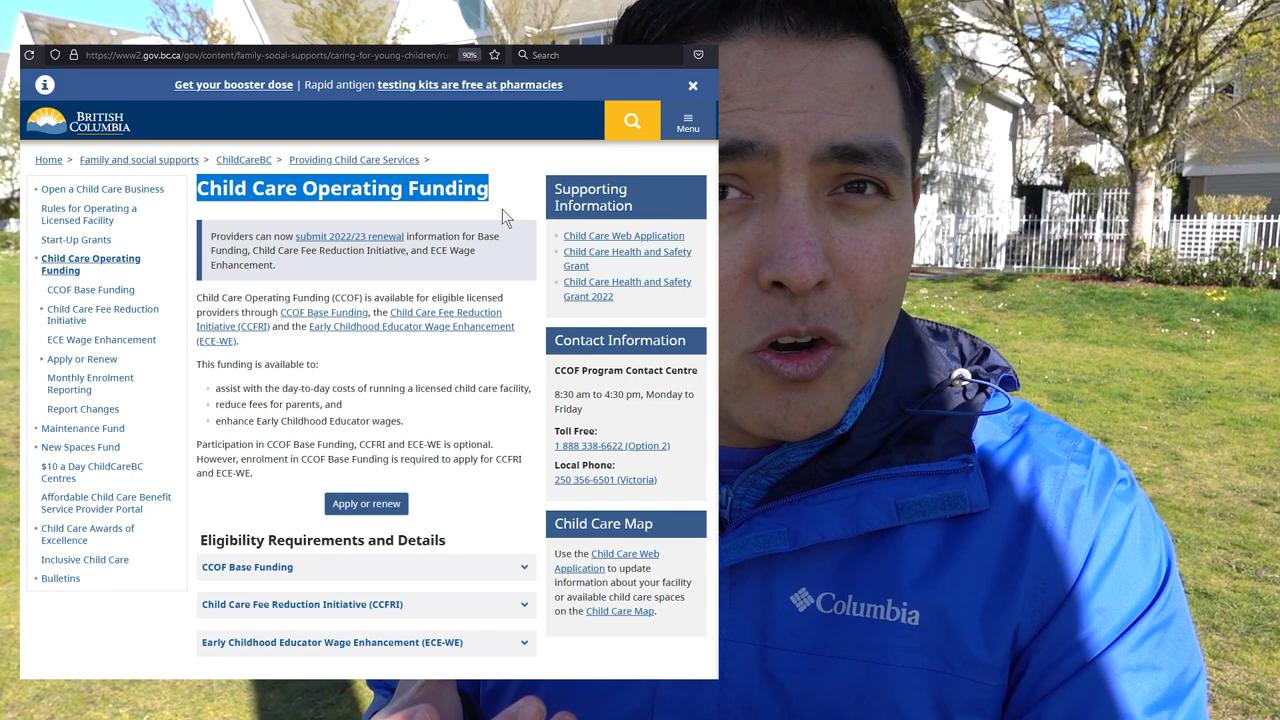 https://www2.gov.bc.ca/gov/content/family-social-supports/caring-for-young-children/ru
90%
Search
Get your booster dose | Rapid antigen testing kits are free at pharmacies
BRITISH
COLUMBIA
Menu
Home > Family and social supports > ChildCareBC > Providing Child Care Services >
Open a Child Care Business
Rules for Operating a
Licensed Facility
Start-Up Grants
Child Care Operating
Funding
CCOF Base Funding
Child Care Fee Reduction
Initiative
ECE Wage Enhancement
Apply or Renew
Monthly Enrolment
Reporting
Report Changes
Maintenance Fund
New Spaces Fund
$10 a Day ChildCareBC
Centres
Affordable Child Care Benefit
Service Provider Portal
Child Care Awards of
Excellence
Inclusive Child Care
Bulletins
Child Care Operating Funding
Providers can now submit 2022/23 renewal information for Base
Funding, Child Care Fee Reduction Initiative, and ECE Wage
Enhancement.
Child Care Operating Funding (CCOF) is available for eligible licensed
providers through CCOF Base Funding, the Child Care Fee Reduction
Initiative (CCFRI) and the Early Childhood Educator Wage Enhancement
(ECE-WE).
This funding is available to:
assist with the day-to-day costs of running a licensed child care facility,
reduce fees for parents, and
enhance Early Childhood Educator wages.
Participation in CCOF Base Funding, CCFRI and ECE-WE is optional.
However, enrolment in CCOF Base Funding is required to apply for CCFRI
and ECE-WE.
Apply or renew
Eligibility Requirements and Details
CCOF Base Funding
Child Care Fee Reduction Initiative (CCFRI)
Early Childhood Educator Wage Enhancement (ECE-WE)
Supporting
Information
Child Care Web Application
Child Care Health and Safety
Grant
Child Care Health and Safety
Grant 2022
Contact Information
CCOF Program Contact Centre
8:30 am to 4:30 pm, Monday to
Friday
Toll Free:
1 888 338-6622 (Option 2)
Local Phone:
250 356-6501 (Victoria)
Child Care Map
Use the Child Care Web
Application to update
information about your facility
or available child care spaces
on the Child Care Map.
Columbia